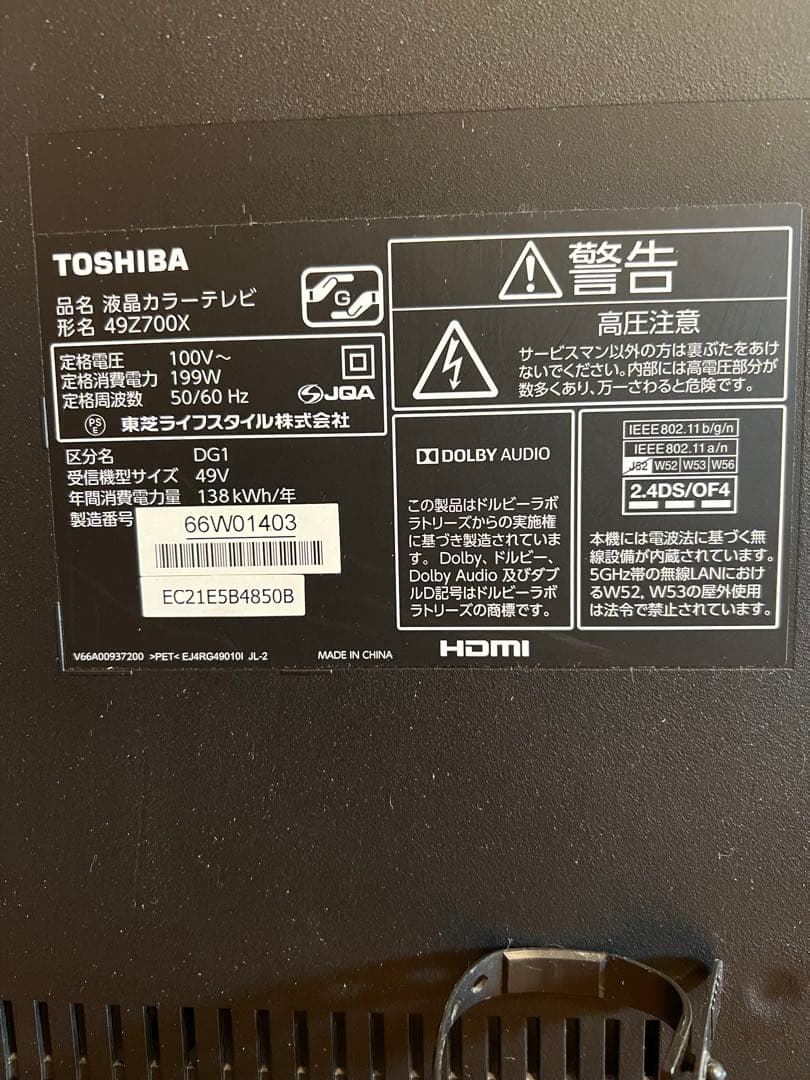 TOSHIBA
品名 液晶カラーテレビ
形名 49Z700X
G
定格電圧 100V～
定格消費電力 199W
定格周波数 50/60 Hz
JQA
PS
E
東芝ライフスタイル株式会社
区分名 DG1
受信機型サイズ 49V
年間消費電力量 138kWh/年
製造番号
66W01403
EC21E5B4850B
V66A00937200 >PET< EJ4RG49010I JL-2
MADE IN CHINA
警告
高圧注意
サービスマン以外の方は裏ぶたをあけ
ないでください。内部には高電圧部分が
数多くあり、万一さわると危険です。
DOLBY AUDIO
この製品はドルビーラボ
ラトリーズからの実施権
に基づき製造されていま
す。Dolby、ドルビー、
Dolby Audio 及びダブ
ルD記号はドルビーラボ
ラトリーズの商標です。
HDMI
IEEE802.11b/g/n
IEEE802.11a/n
J52 W52 W53 W56
2.4DS/OF4
本機には電波法に基づく無
線設備が内蔵されています。
5GHz帯の無線LANにおけ
るW52, W53の屋外使用
は法令で禁止されています。